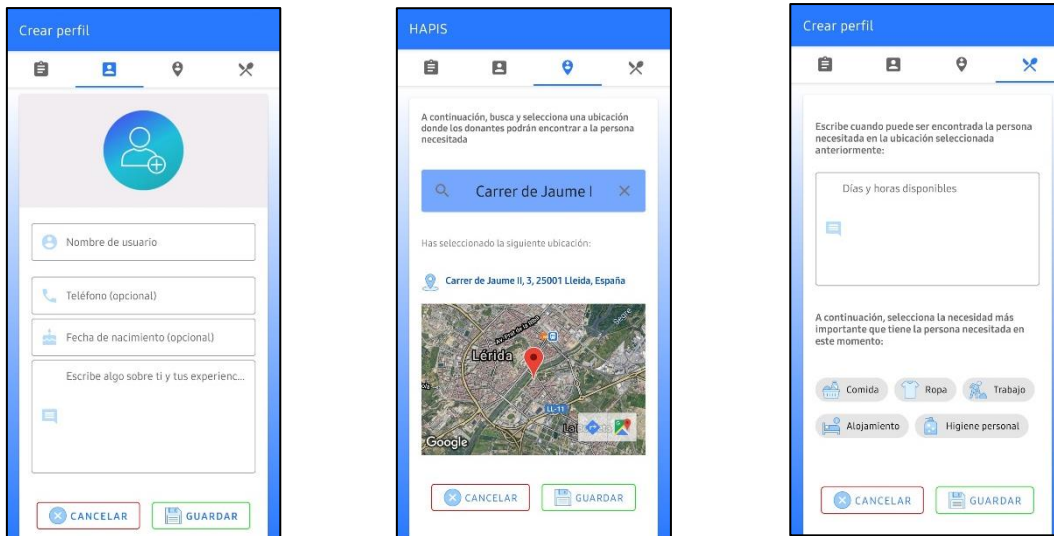 Crear perfil
Nombre de usuario
Teléfono (opcional)
Fecha de nacimiento (opcional)
Escribe algo sobre ti y tus experienc...
CANCELAR
GUARDAR
HAPIS
A continuación, busca y selecciona una ubicación
donde los donantes podrán encontrar a la persona
necesitada
Carrer de Jaume I
Has seleccionado la siguiente ubicación:
Carrer de Jaume II, 3, 25001 Lleida, España
Lérida
LL-11
Google
CANCELAR
GUARDAR
Crear perfil
Escribe cuando puede ser encontrada la persona
necesitada en la ubicación seleccionada
anteriormente:
Días y horas disponibles
A continuación, selecciona la necesidad más
importante que tiene la persona necesitada en
este momento:
Comida
Ropa
Trabajo
Alojamiento
Higiene personal
CANCELAR
GUARDAR